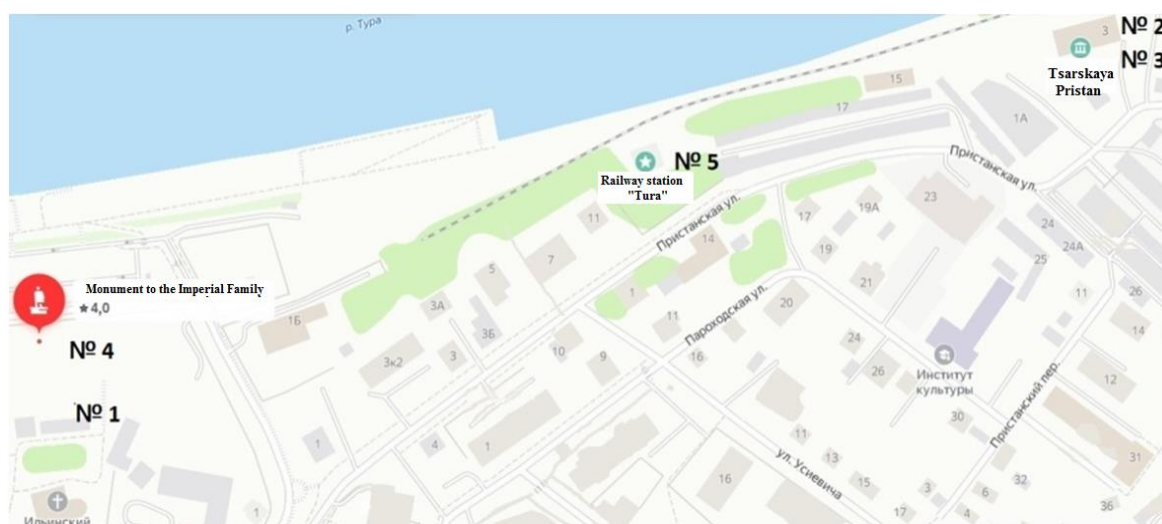 р. Тура
3
№ 2
№ 3
Tsarskaya
Pristan
15
17
1А
Пристанская ул.
№ 5
Railway station
"Tura"
11
Пристанская ул.
17
19А
23
24
24А
25
14
19
7
5
21
11
26
Monument to the Imperial Family
4,0
1
Пароходская ул.
20
3А
1Б
3Б
11
14
24
№ 4
3к2
3
10
9
16
26
Институт
культуры
12
Пристанский пер.
№ 1
30
1
4
1
11
13
ул. Усиевича
31
16
15
3
6
32
1
17
4
36
Ильинский